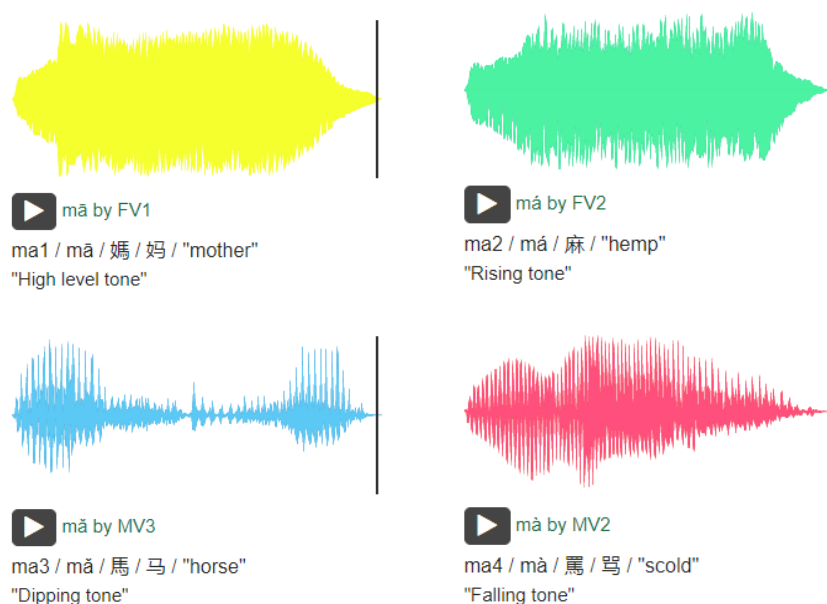 mā by FV1
ma1 / mā / 媽 / 妈 / "mother"
"High level tone"
má by FV2
ma2 / má / 麻 / "hemp"
"Rising tone"
mă by MV3
ma3 / mă / 馬 / 马 / "horse"
"Dipping tone"
mà by MV2
ma4 / mà / 罵 / 骂 / "scold"
"Falling tone"